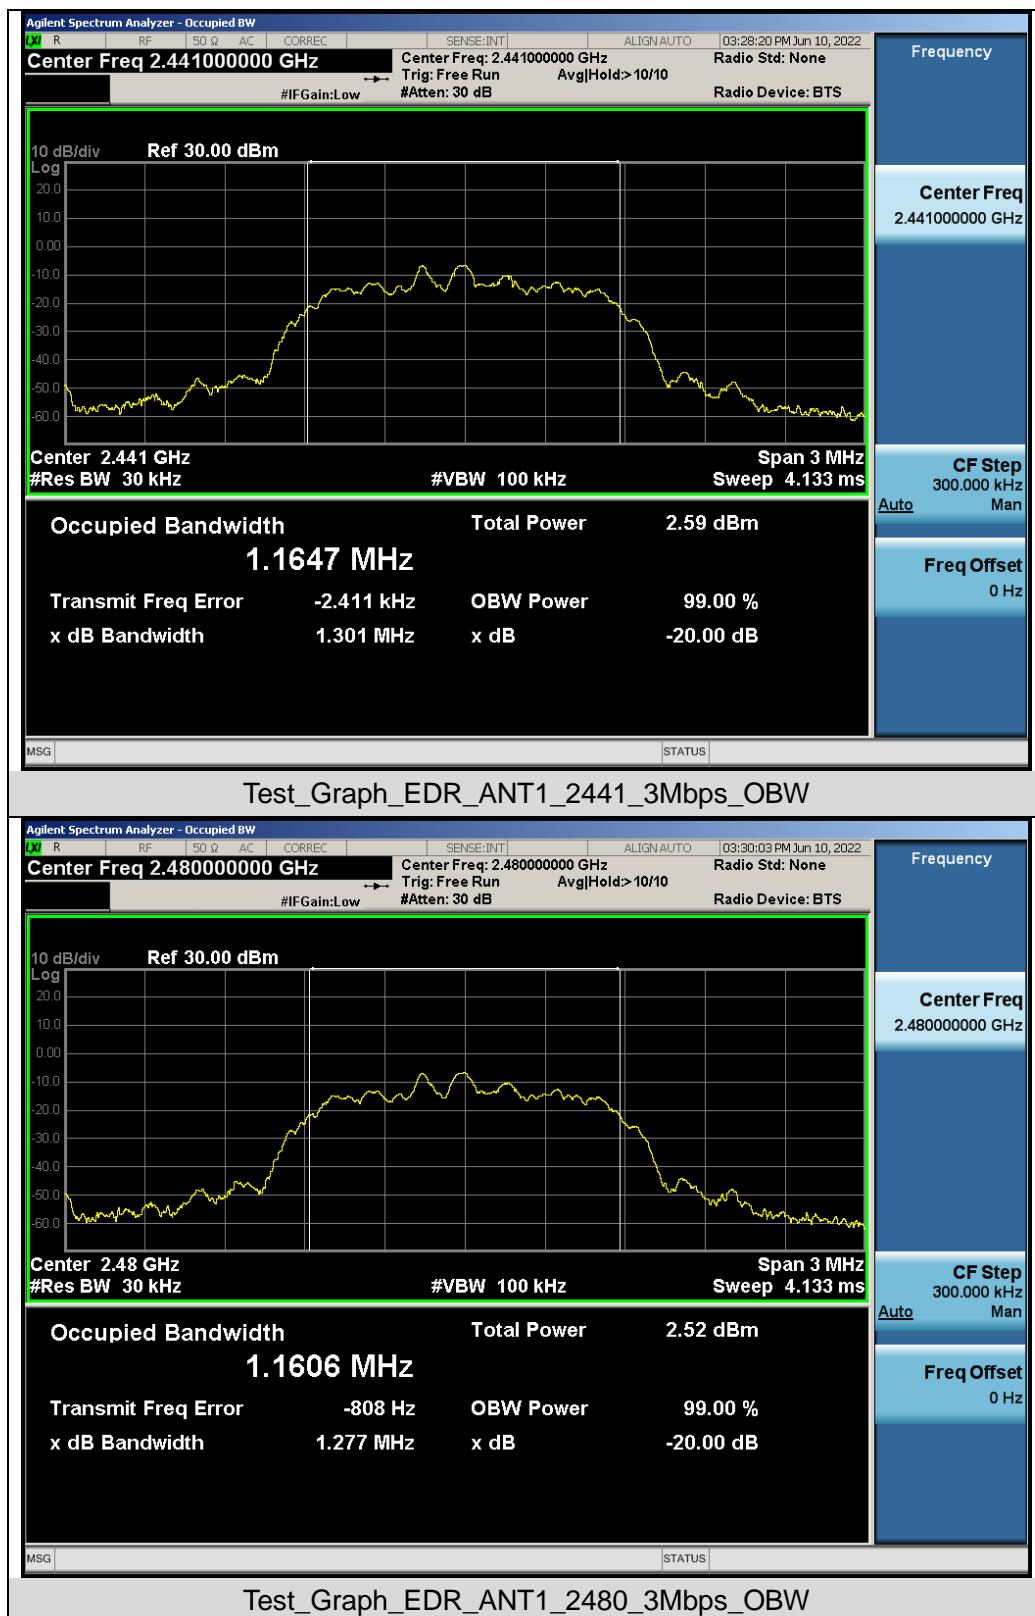 Agilent Spectrum Analyzer - Occupied BW
LXI R RF 50 Ω AC CORREC SENSE:INT ALIGN AUTO 03:28:20 PM Jun 10, 2022
Center Freq 2.441000000 GHz
Center Freq: 2.441000000 GHz
Radio Std: None
Trig: Free Run Avg|Hold:> 10/10
#IFGain:Low
#Atten: 30 dB
Radio Device: BTS
Frequency
10 dB/div Ref 30.00 dBm
Log
20.0
10.0
0.00
-10.0
-20.0
-30.0
-40.0
-50.0
-60.0
Center Freq
2.441000000 GHz
Center 2.441 GHz Span 3 MHz
#Res BW 30 kHz #VBW 100 kHz Sweep 4.133 ms
CF Step
300.000 kHz
Auto Man
Occupied Bandwidth Total Power 2.59 dBm
1.1647 MHz
Freq Offset
0 Hz
Transmit Freq Error -2.411 kHz OBW Power 99.00 %
x dB Bandwidth 1.301 MHz x dB -20.00 dB
MSG STATUS
Test_Graph_EDR_ANT1_2441_3Mbps_OBW
Agilent Spectrum Analyzer - Occupied BW
LXI R RF 50 Ω AC CORREC SENSE:INT ALIGN AUTO 03:30:03 PM Jun 10, 2022
Center Freq 2.480000000 GHz
Center Freq: 2.480000000 GHz
Radio Std: None
Trig: Free Run Avg|Hold:> 10/10
#IFGain:Low
#Atten: 30 dB
Radio Device: BTS
Frequency
10 dB/div Ref 30.00 dBm
Log
20.0
10.0
0.00
-10.0
-20.0
-30.0
-40.0
-50.0
-60.0
Center Freq
2.480000000 GHz
Center 2.48 GHz Span 3 MHz
#Res BW 30 kHz #VBW 100 kHz Sweep 4.133 ms
CF Step
300.000 kHz
Auto Man
Occupied Bandwidth Total Power 2.52 dBm
1.1606 MHz
Freq Offset
0 Hz
Transmit Freq Error -808 Hz OBW Power 99.00 %
x dB Bandwidth 1.277 MHz x dB -20.00 dB
MSG STATUS
Test_Graph_EDR_ANT1_2480_3Mbps_OBW